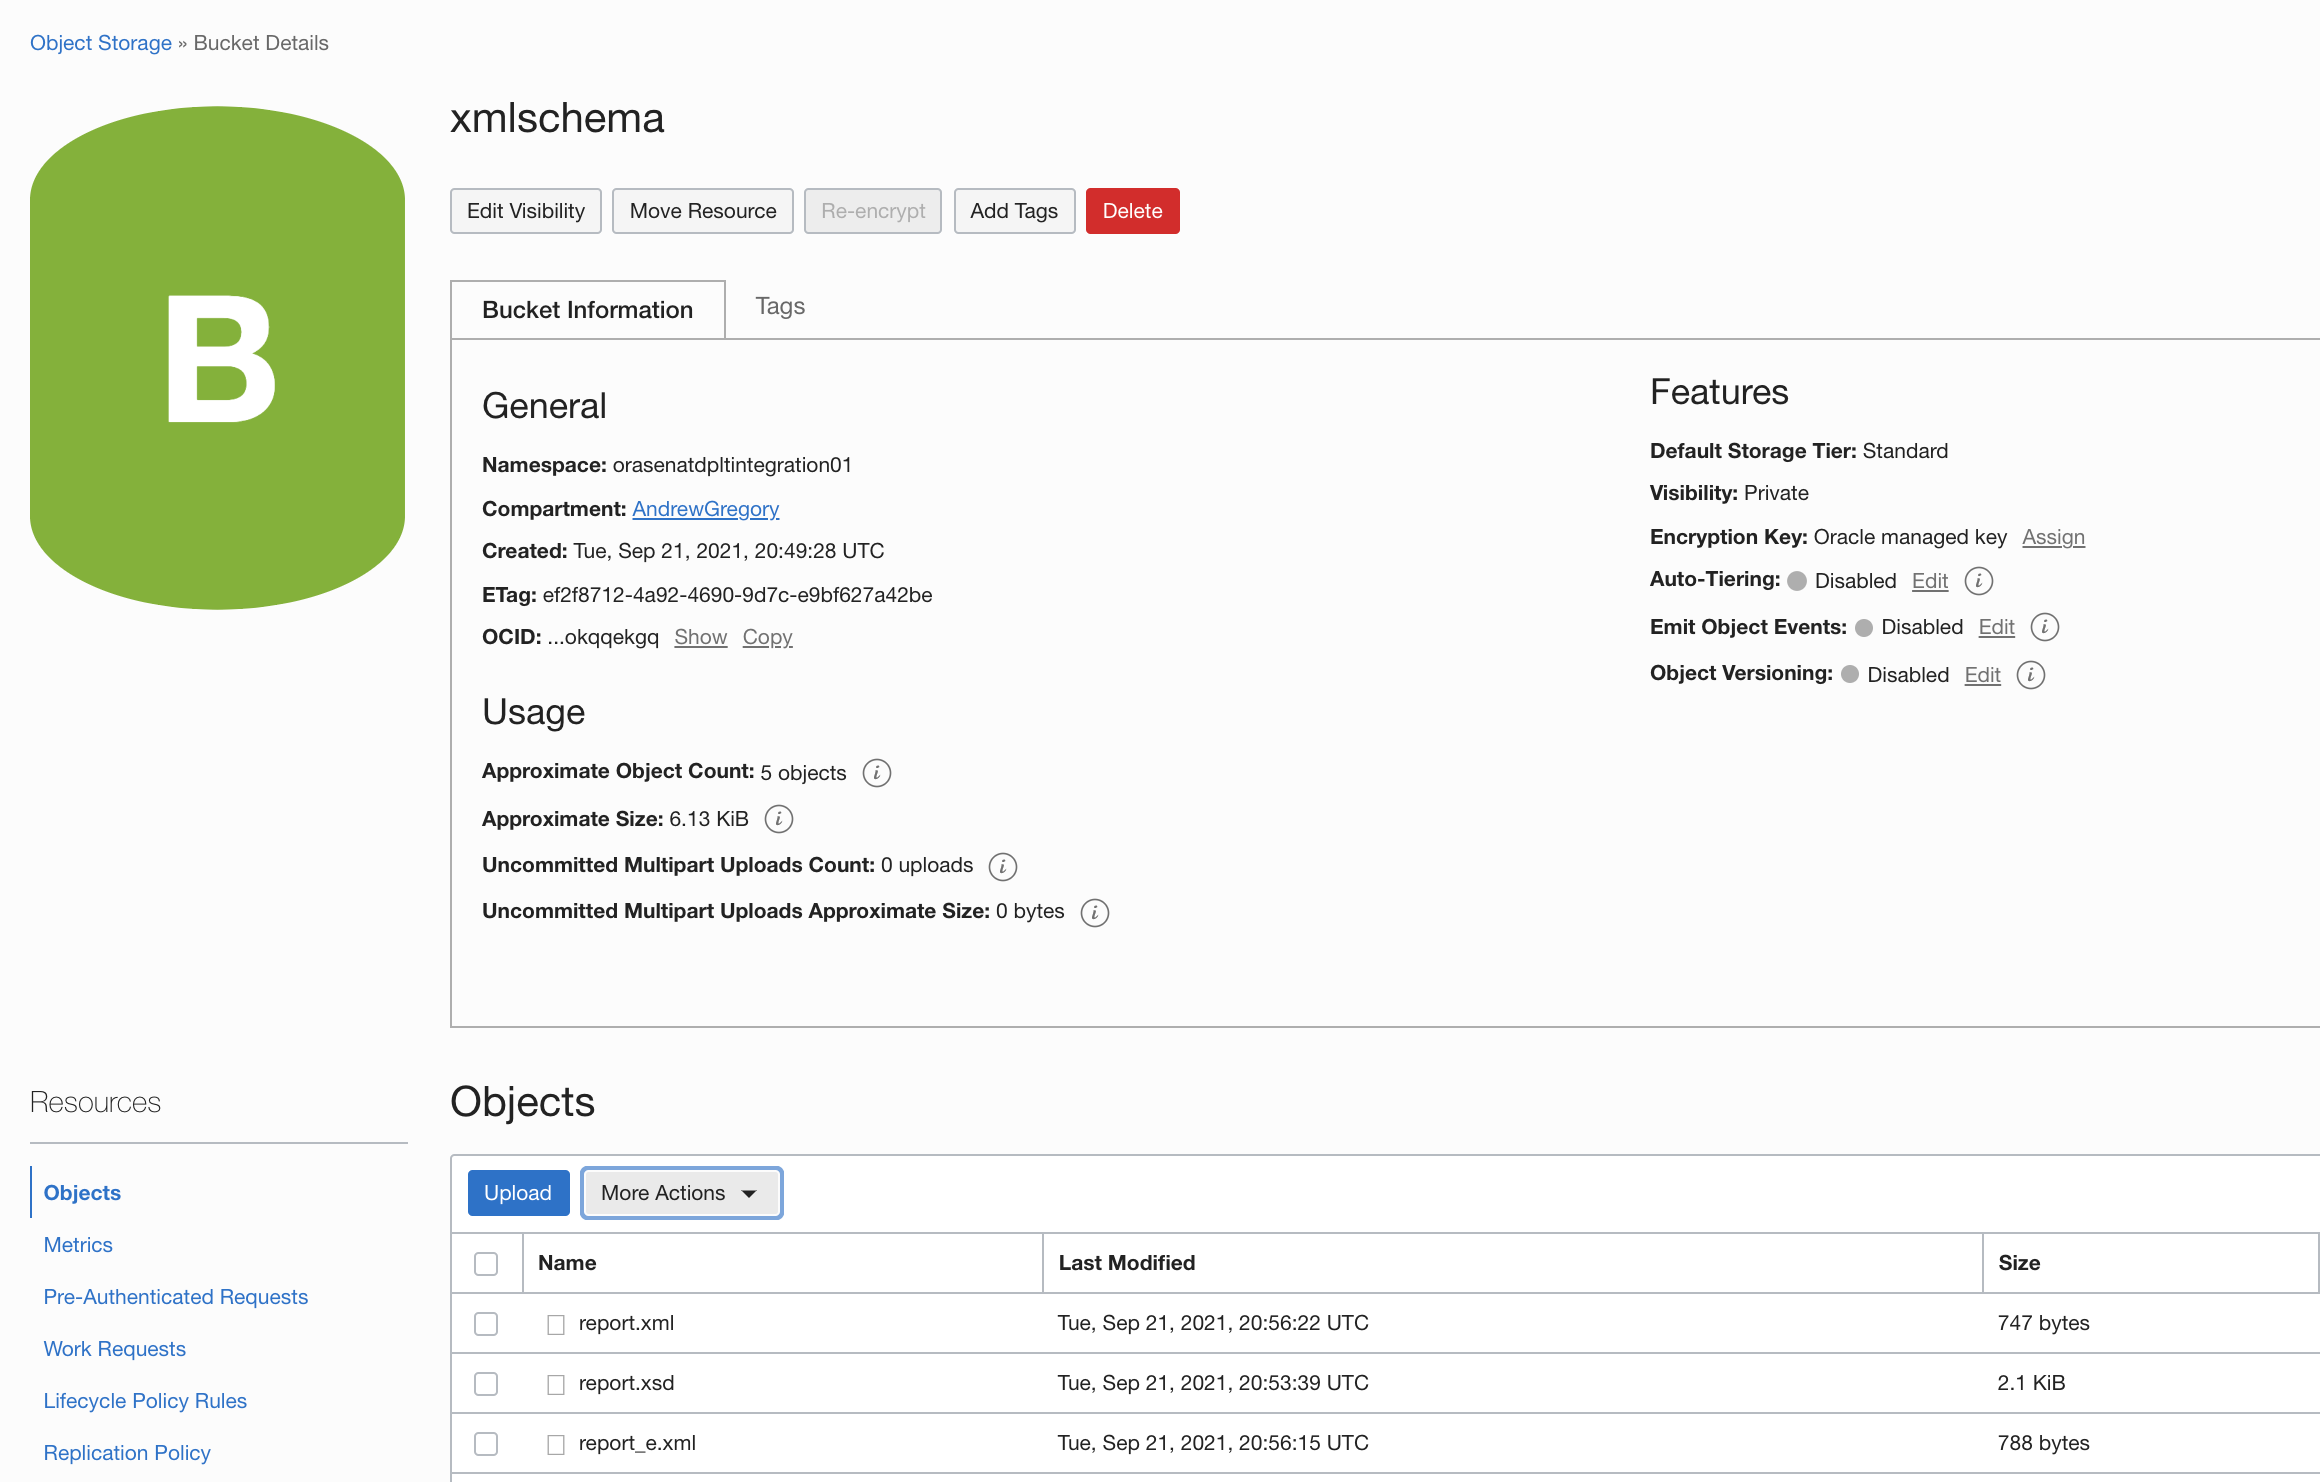 Object Storage » Bucket Details
B
xmlschema
Edit Visibility Move Resource Re-encrypt Add Tags Delete
Bucket Information Tags
General
Namespace: orasenatdpltintegration01
Compartment: AndrewGregory
Created: Tue, Sep 21, 2021, 20:49:28 UTC
ETag: ef2f8712-4a92-4690-9d7c-e9bf627a42be
OCID: ...okqqekgq Show Copy
Usage
Approximate Object Count: 5 objects i
Approximate Size: 6.13 KiB i
Uncommitted Multipart Uploads Count: 0 uploads i
Uncommitted Multipart Uploads Approximate Size: 0 bytes i
Features
Default Storage Tier: Standard
Visibility: Private
Encryption Key: Oracle managed key Assign
Auto-Tiering: Disabled Edit i
Emit Object Events: Disabled Edit i
Object Versioning: Disabled Edit i
Resources
Objects
Metrics
Pre-Authenticated Requests
Work Requests
Lifecycle Policy Rules
Replication Policy
Objects
Upload More Actions
Name Last Modified Size
report.xml Tue, Sep 21, 2021, 20:56:22 UTC 747 bytes
report.xsd Tue, Sep 21, 2021, 20:53:39 UTC 2.1 KiB
report_e.xml Tue, Sep 21, 2021, 20:56:15 UTC 788 bytes